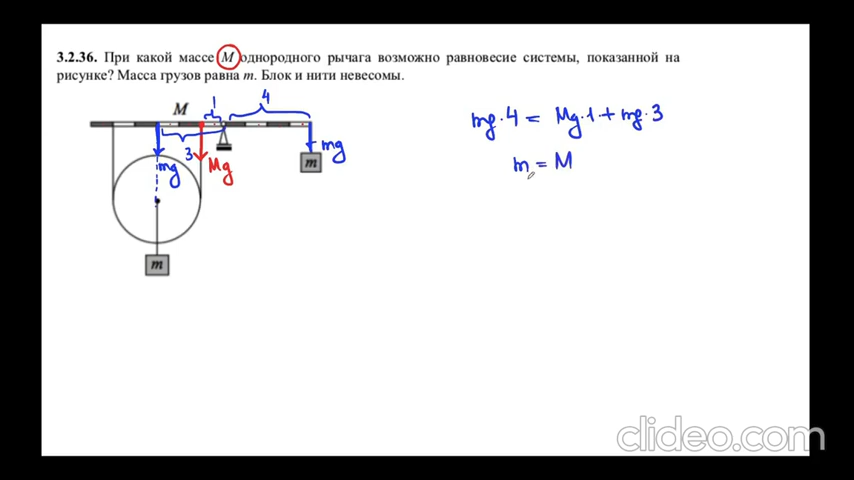 3.2.36. При какой массе M однородного рычага возможно равновесие системы, показанной на
рисунке? Масса грузов равна m. Блок и нити невесомы.
M
1
4
mg·4 = Mg·1 + mg·3
m = M
3
mg
Mg
mg
m
m
clideo.com